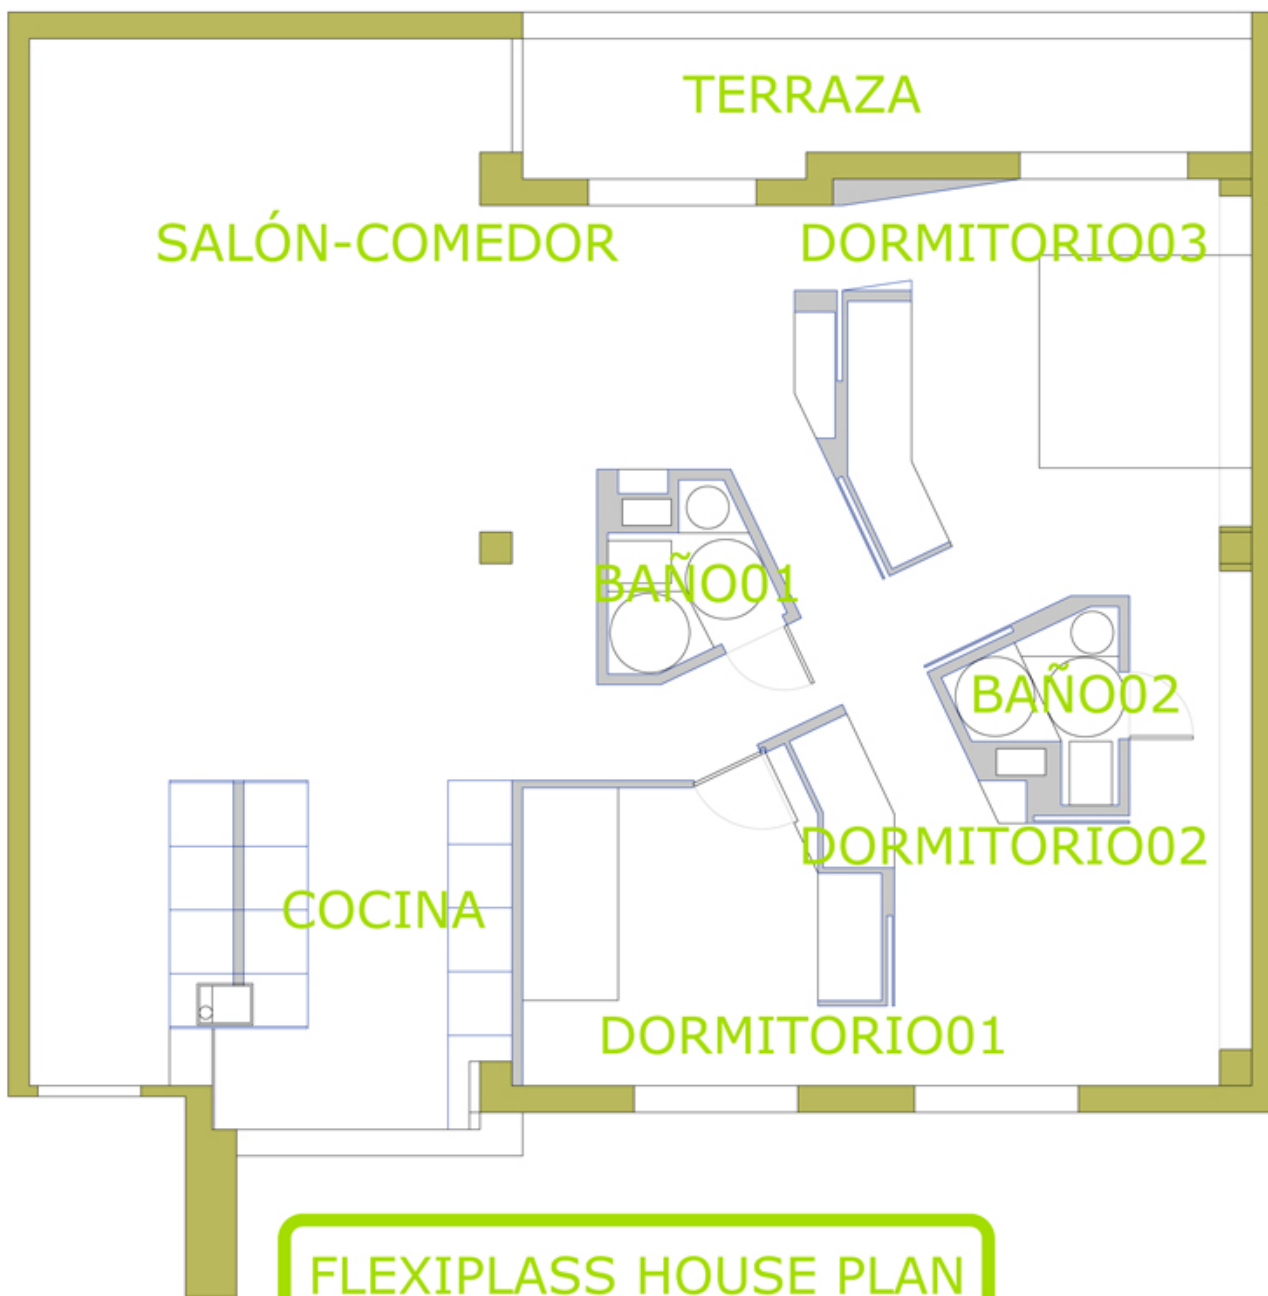 TERRAZA
SALÓN-COMEDOR
DORMITORIO03
BAÑO01
BAÑO02
DORMITORIO02
COCINA
DORMITORIO01
FLEXIPLASS HOUSE PLAN